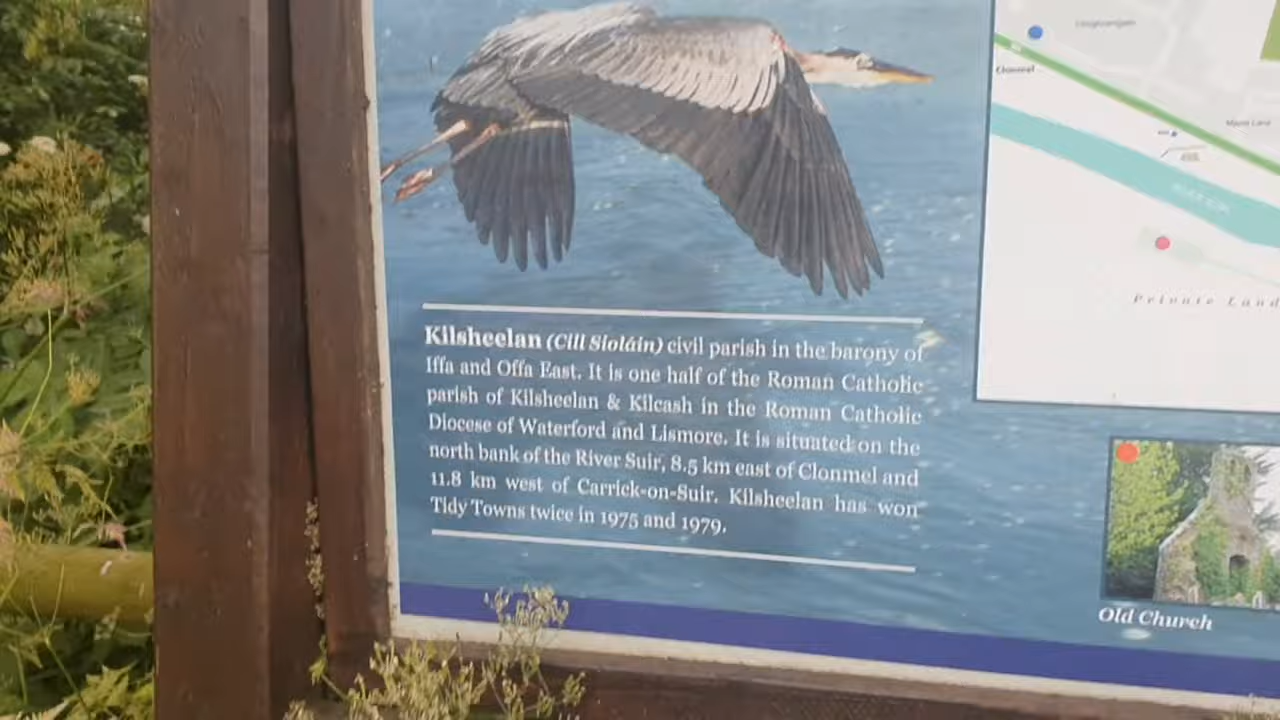 Clonmel
Private Land
Kilsheelan (Cill Síoláin) civil parish in the barony of
Iffa and Offa East. It is one half of the Roman Catholic
parish of Kilsheelan & Kilcash in the Roman Catholic
Diocese of Waterford and Lismore. It is situated on the
north bank of the River Suir, 8.5 km east of Clonmel and
11.8 km west of Carrick-on-Suir. Kilsheelan has won
Tidy Towns twice in 1975 and 1979.
Old Church